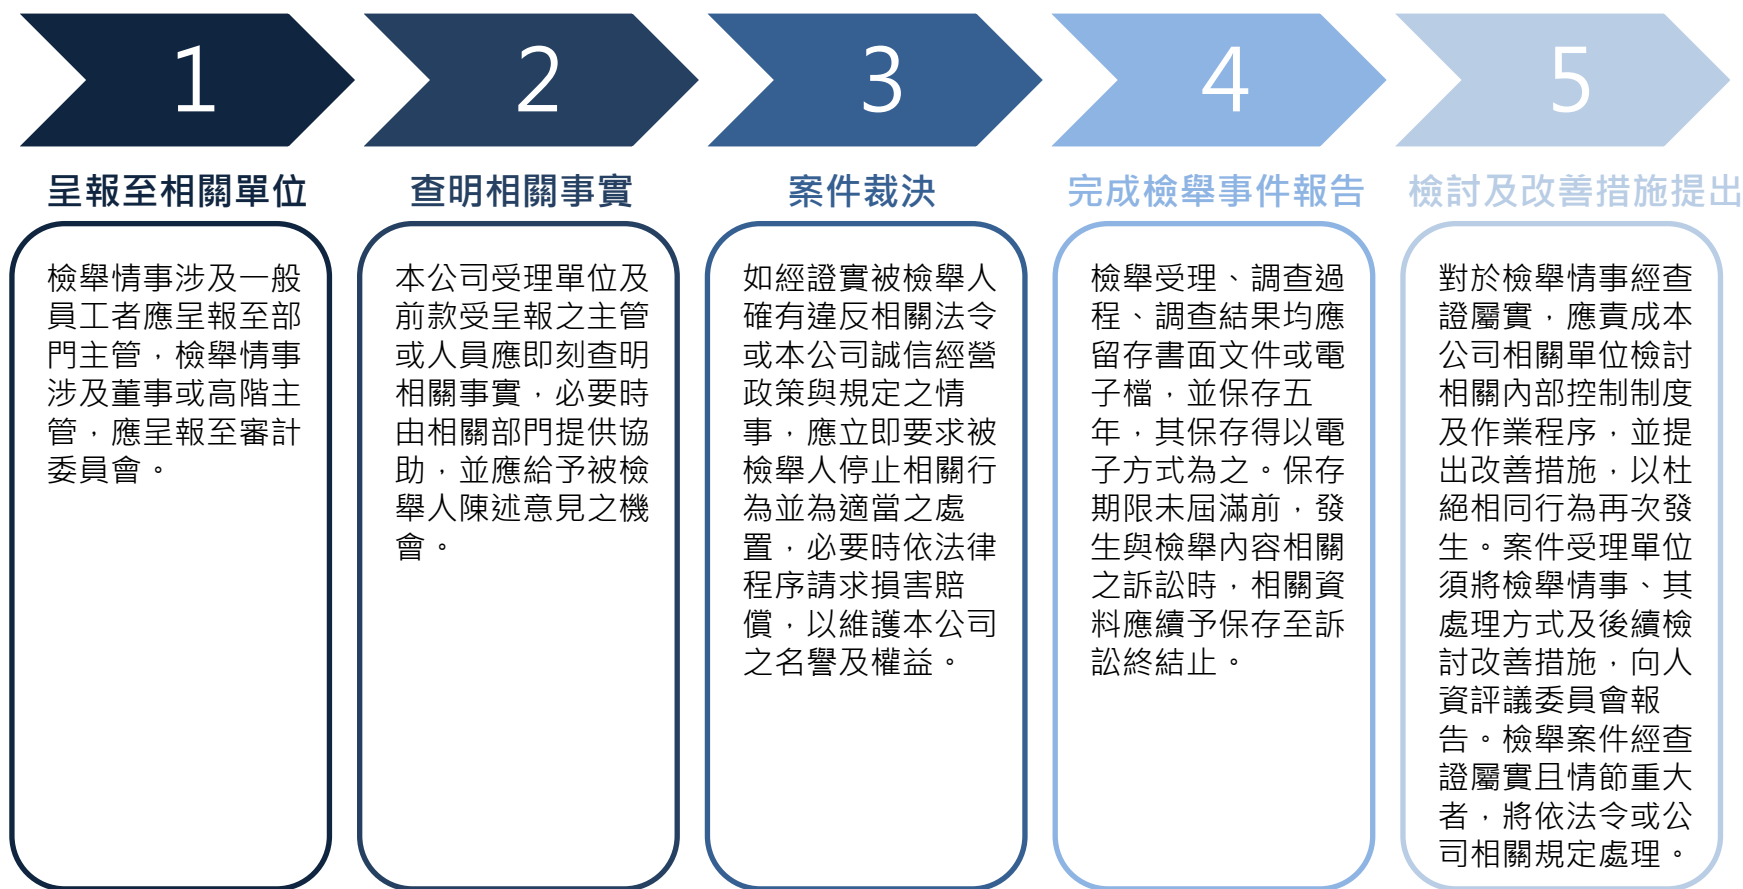 1
呈報至相關單位
檢舉情事涉及一般
員工者應呈報至部
門主管，檢舉情事
涉及董事或高階主
管，應呈報至審計
委員會。
2
查明相關事實
本公司受理單位及
前款受呈報之主管
或人員應即刻查明
相關事實，必要時
由相關部門提供協
助，並應給予被檢
舉人陳述意見之機
會。
3
案件裁決
如經證實被檢舉人
確有違反相關法令
或本公司誠信經營
政策與規定之情
事，應立即要求被
檢舉人停止相關行
為並為適當之處
置，必要時依法律
程序請求損害賠
償，以維護本公司
之名譽及權益。
4
完成檢舉事件報告
檢舉受理、調查過
程、調查結果均應
留存書面文件或電
子檔，並保存五
年，其保存得以電
子方式為之。保存
期限未屆滿前，發
生與檢舉內容相關
之訴訟時，相關資
料應續予保存至訴
訟終結止。
5
檢討及改善措施提出
對於檢舉情事經查
證屬實，應責成本
公司相關單位檢討
相關內部控制制度
及作業程序，並提
出改善措施，以杜
絕相同行為再次發
生。案件受理單位
須將檢舉情事、其
處理方式及後續檢
討改善措施，向人
資評議委員會報
告。檢舉案件經查
證屬實且情節重大
者，將依法令或公
司相關規定處理。